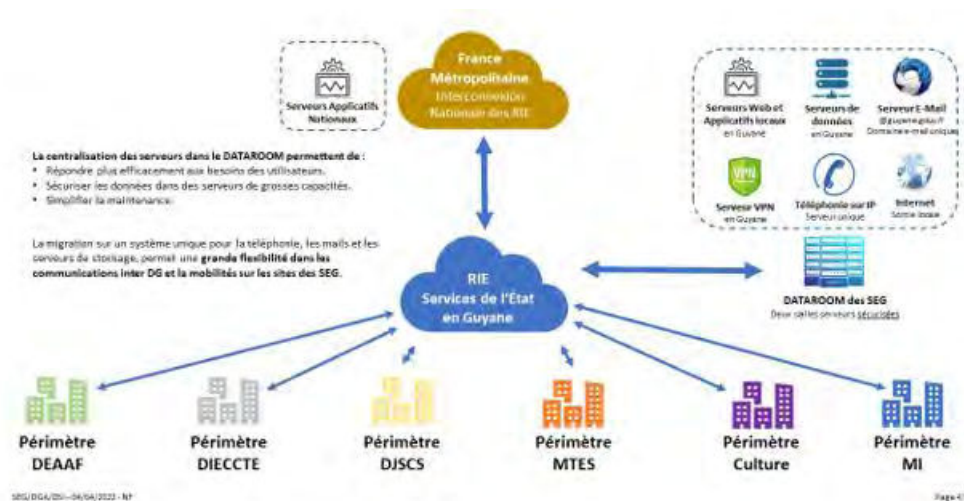 France
Métropolitaine
Interconnexion
Nationale des RIE
Serveurs Applicatifs
Nationaux
Serveurs Web et
Applicatifs locaux
en Guyane
Serveurs de
données
en Guyane
Serveur E-Mail
@guyane.gouv.fr
Domaine e-mail unique
Serveur VPN
en Guyane
Téléphonie sur IP
Serveur unique
Internet
Sortie locale
VPN
La centralisation des serveurs dans le DATAROOM permettent de :
• Répondre plus efficacement aux besoins des utilisateurs.
• Sécuriser les données dans des serveurs de grosses capacités.
• Simplifier la maintenance.
La migration sur un système unique pour la téléphonie, les mails et les
serveurs de stockage, permet une grande flexibilité dans les
communications inter DG et la mobilités sur les sites des SEG.
RIE
Services de l'État
en Guyane
DATAROOM des SEG
Deux salles serveurs sécurisées
Périmètre
DEAAF
Périmètre
DIECCTE
Périmètre
DJSCS
Périmètre
MTES
Périmètre
Culture
Périmètre
MI
NF
Page